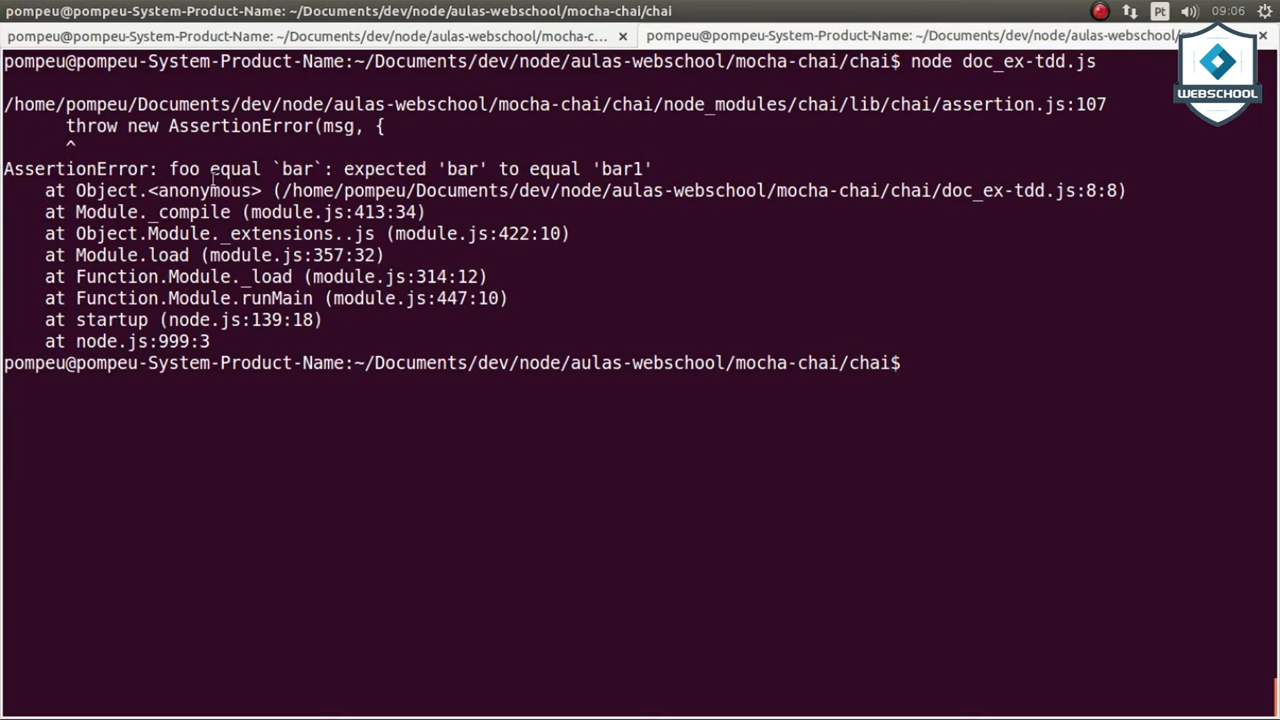 pompeu@pompeu-System-Product-Name: ~/Documents/dev/node/aulas-webschool/mocha-chai/chai
Pt
09:06
pompeu@pompeu-System-Product-Name: ~/Documents/dev/node/aulas-webschool/mocha-c...
pompeu@pompeu-System-Product-Name: ~/Documents/dev/node/aulas-webschool/
WEBSCHOOL
pompeu@pompeu-System-Product-Name:~/Documents/dev/node/aulas-webschool/mocha-chai/chai$ node doc_ex-tdd.js
/home/pompeu/Documents/dev/node/aulas-webschool/mocha-chai/chai/node_modules/chai/lib/chai/assertion.js:107
throw new AssertionError(msg, {
^
AssertionError: foo equal `bar`: expected 'bar' to equal 'bar1'
at Object.<anonymous> (/home/pompeu/Documents/dev/node/aulas-webschool/mocha-chai/chai/doc_ex-tdd.js:8:8)
at Module._compile (module.js:413:34)
at Object.Module._extensions..js (module.js:422:10)
at Module.load (module.js:357:32)
at Function.Module._load (module.js:314:12)
at Function.Module.runMain (module.js:447:10)
at startup (node.js:139:18)
at node.js:999:3
pompeu@pompeu-System-Product-Name:~/Documents/dev/node/aulas-webschool/mocha-chai/chai$